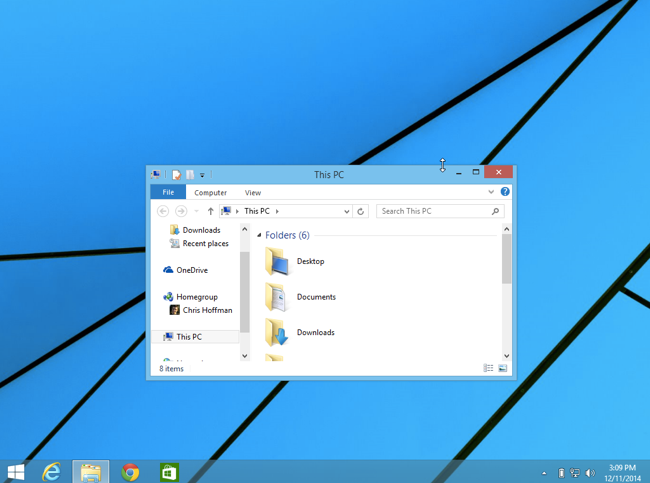 This PC
File Computer View
This PC
Search This PC
Downloads
Recent places
OneDrive
Homegroup
Chris Hoffman
This PC
Folders (6)
Desktop
Documents
Downloads
8 items
3:09 PM
12/11/2014